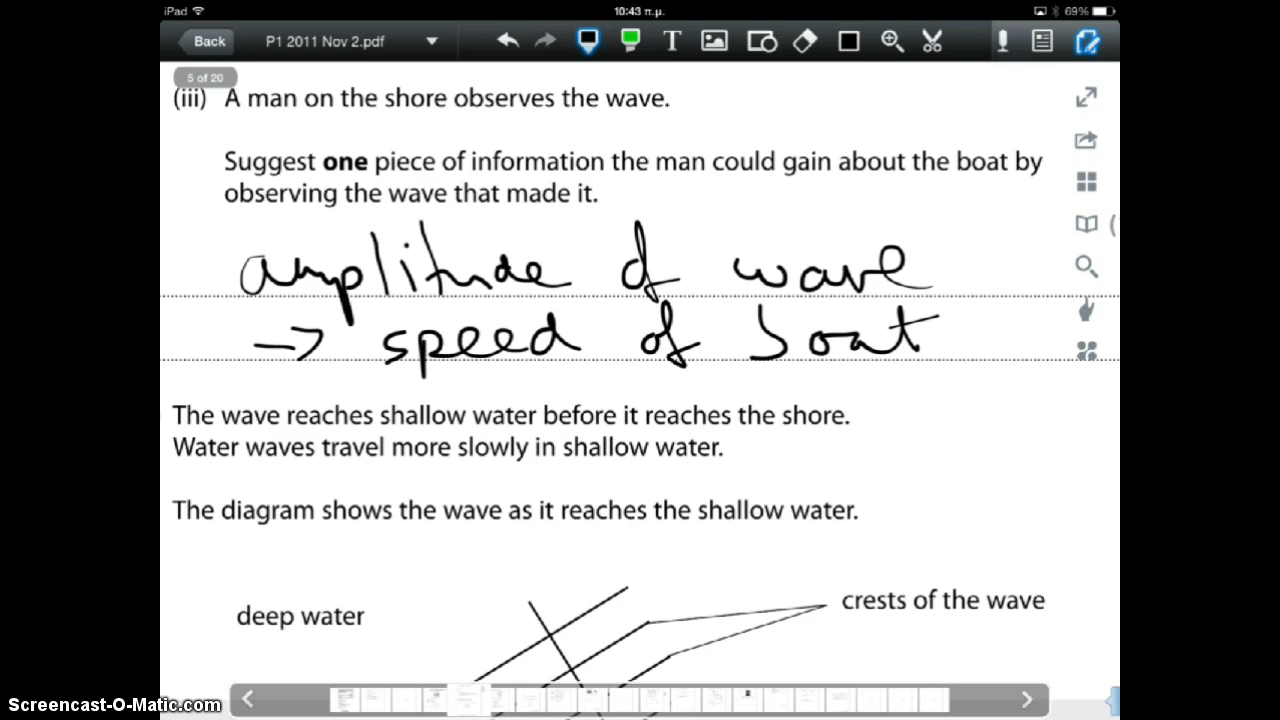 iPad 10:43 π.μ. 69%
Back P1 2011 Nov 2.pdf T
5 of 20
(iii) A man on the shore observes the wave.
Suggest one piece of information the man could gain about the boat by
observing the wave that made it.
amplitude of wave
→ speed of boat
The wave reaches shallow water before it reaches the shore.
Water waves travel more slowly in shallow water.
The diagram shows the wave as it reaches the shallow water.
crests of the wave
deep water
Screencast-O-Matic.com